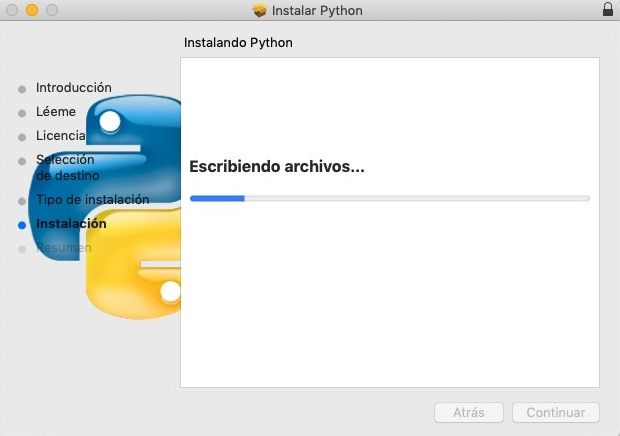 Instalar Python
Instalando Python
Introducción
Léeme
Licencia
Selección
de destino
Tipo de instalación
Instalación
Resumen
Escribiendo archivos...
Atrás
Continuar